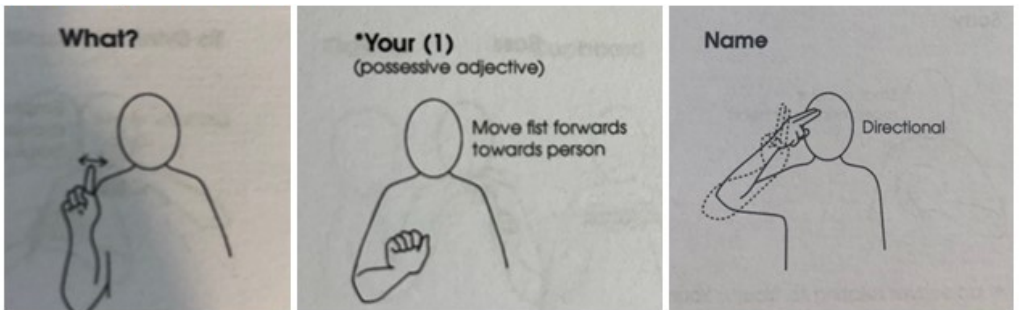 What?
*Your (1)
(possessive adjective)
Move fist forwards
towards person
Name
Directional